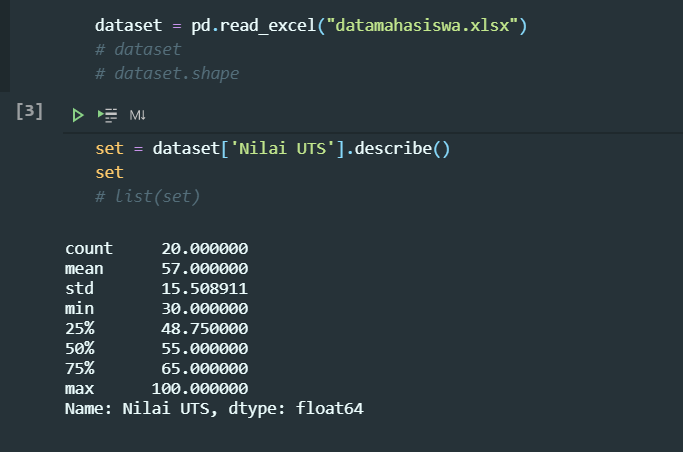 dataset = pd.read_excel("datamahasiswa.xlsx")
# dataset
# dataset.shape
[3]
M↓
set = dataset['Nilai UTS'].describe()
set
# list(set)
count 20.000000
mean 57.000000
std 15.508911
min 30.000000
25% 48.750000
50% 55.000000
75% 65.000000
max 100.000000
Name: Nilai UTS, dtype: float64